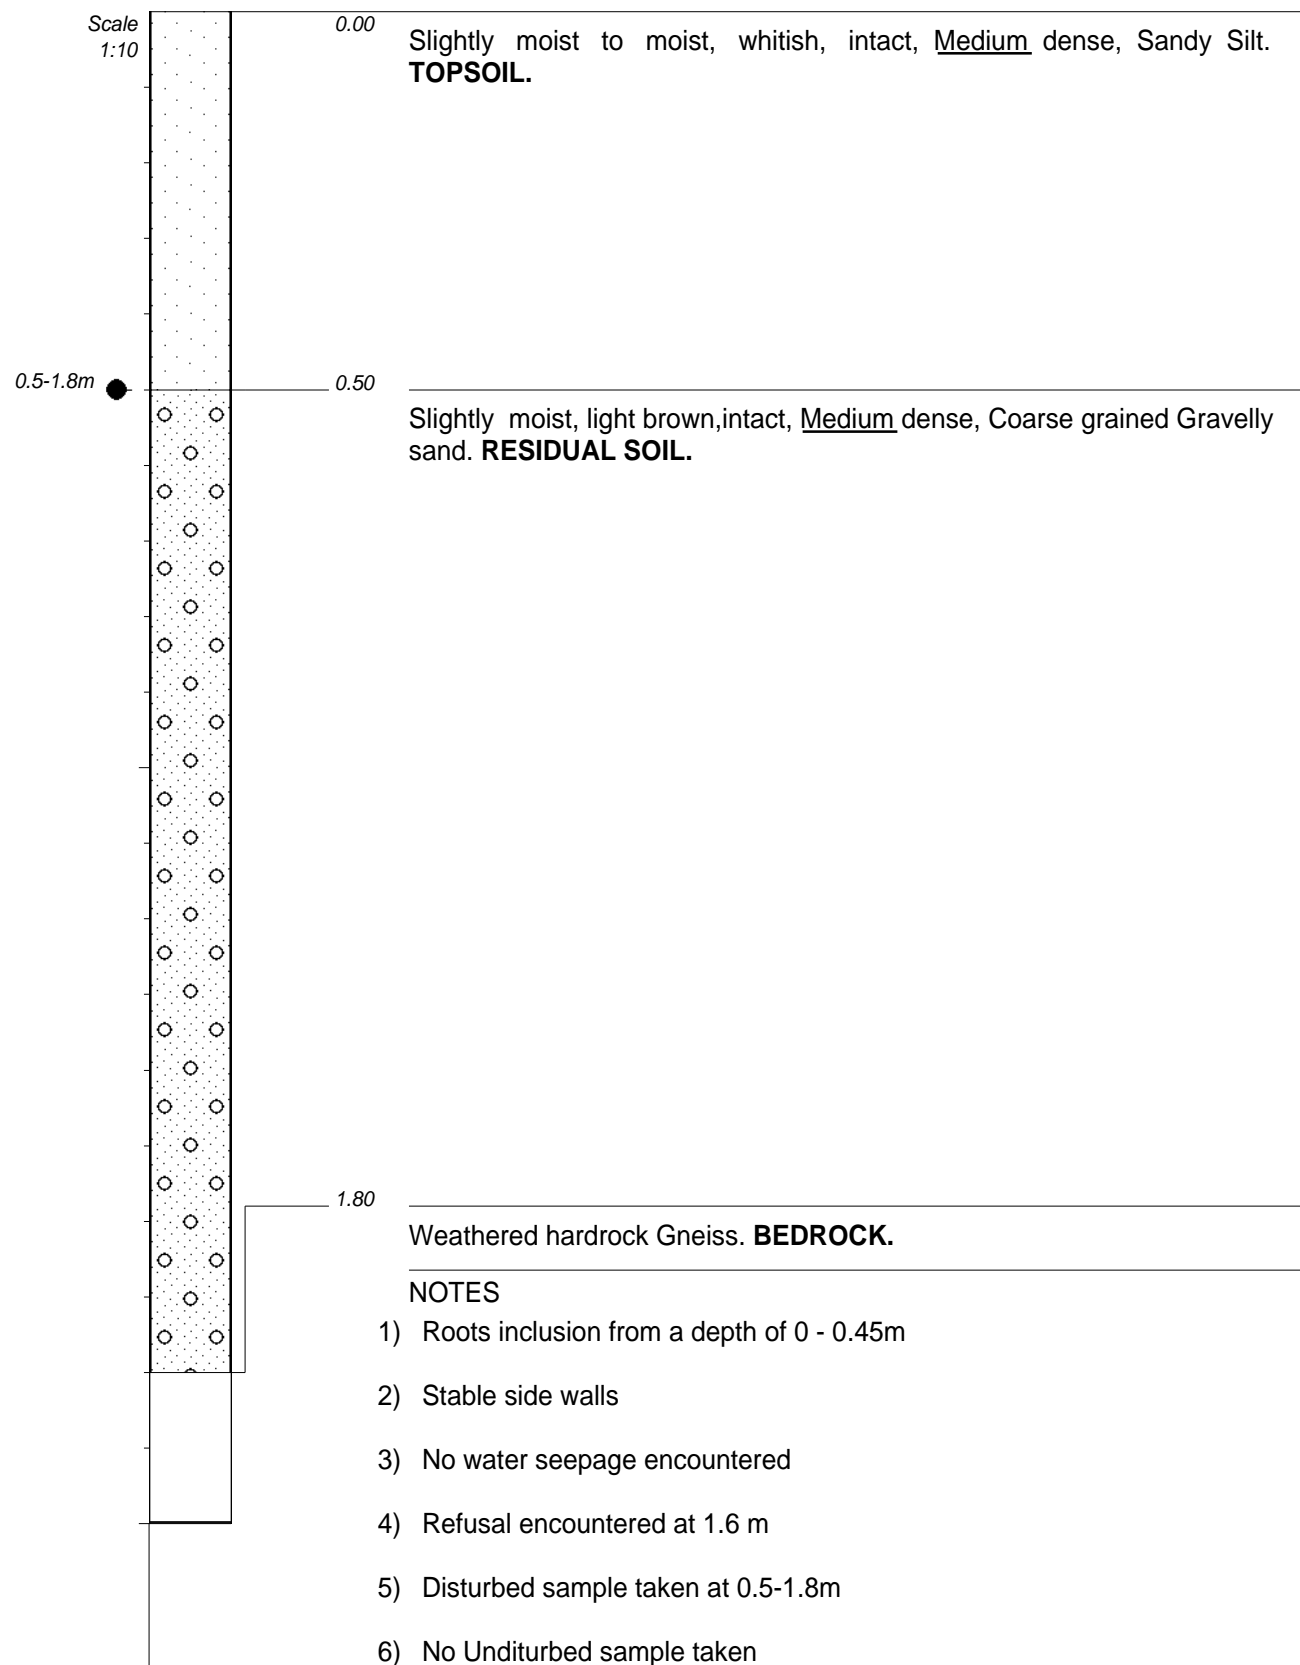 Scale
1:10
0.00
Slightly moist to moist, whitish, intact, Medium dense, Sandy Silt.
TOPSOIL.
0.5-1.8m
0.50
Slightly moist, light brown,intact, Medium dense, Coarse grained Gravelly
sand. RESIDUAL SOIL.
1.80
Weathered hardrock Gneiss. BEDROCK.
NOTES
1) Roots inclusion from a depth of 0 - 0.45m
2) Stable side walls
3) No water seepage encountered
4) Refusal encountered at 1.6 m
5) Disturbed sample taken at 0.5-1.8m
6) No Unditurbed sample taken